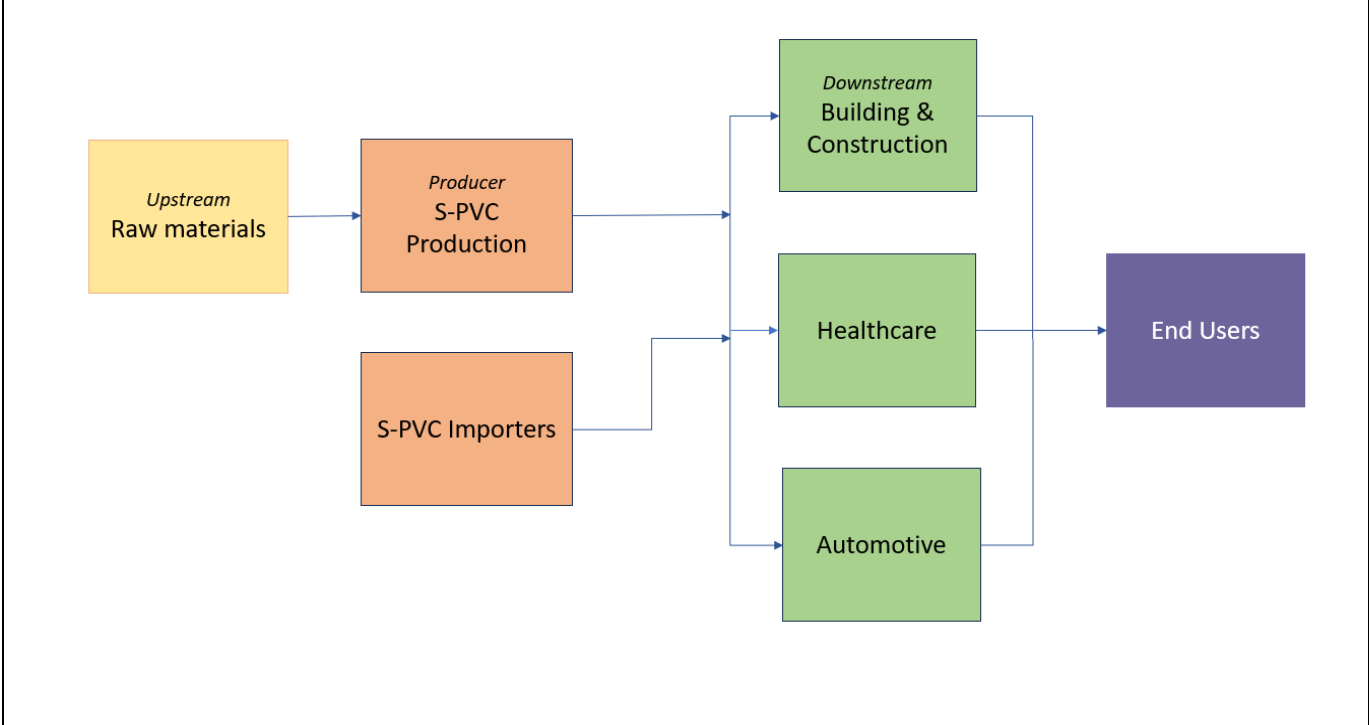 Upstream
Raw materials
Producer
S-PVC
Production
S-PVC Importers
Downstream
Building &
Construction
Healthcare
Automotive
End Users